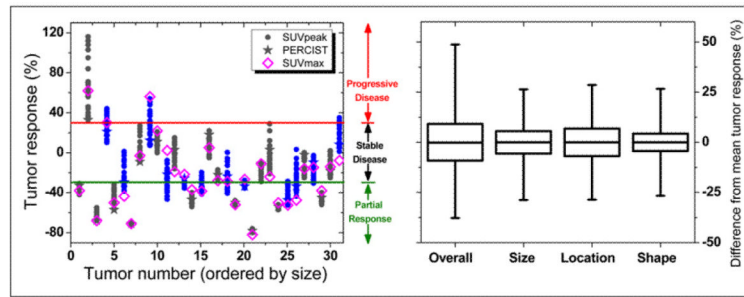 120
80
40
0
-40
-80
Tumor response (%)
SUVpeak
PERCIST
SUVmax
0 5 10 15 20 25 30
Tumor number (ordered by size)
Progressive
Disease
Stable
Disease
Partial
Response
50
25
0
-25
-50
Difference from mean tumor response (%)
Overall Size Location Shape